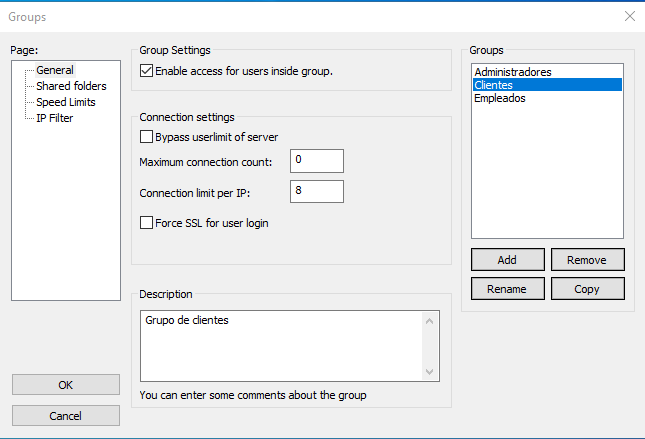 Groups
Page:
General
Shared folders
Speed Limits
IP Filter
OK
Cancel
Group Settings
Enable access for users inside group.
Connection settings
Bypass userlimit of server
Maximum connection count: 0
Connection limit per IP: 8
Force SSL for user login
Description
Grupo de clientes
You can enter some comments about the group
Groups
Administradores
Clientes
Empleados
Add Remove
Rename Copy